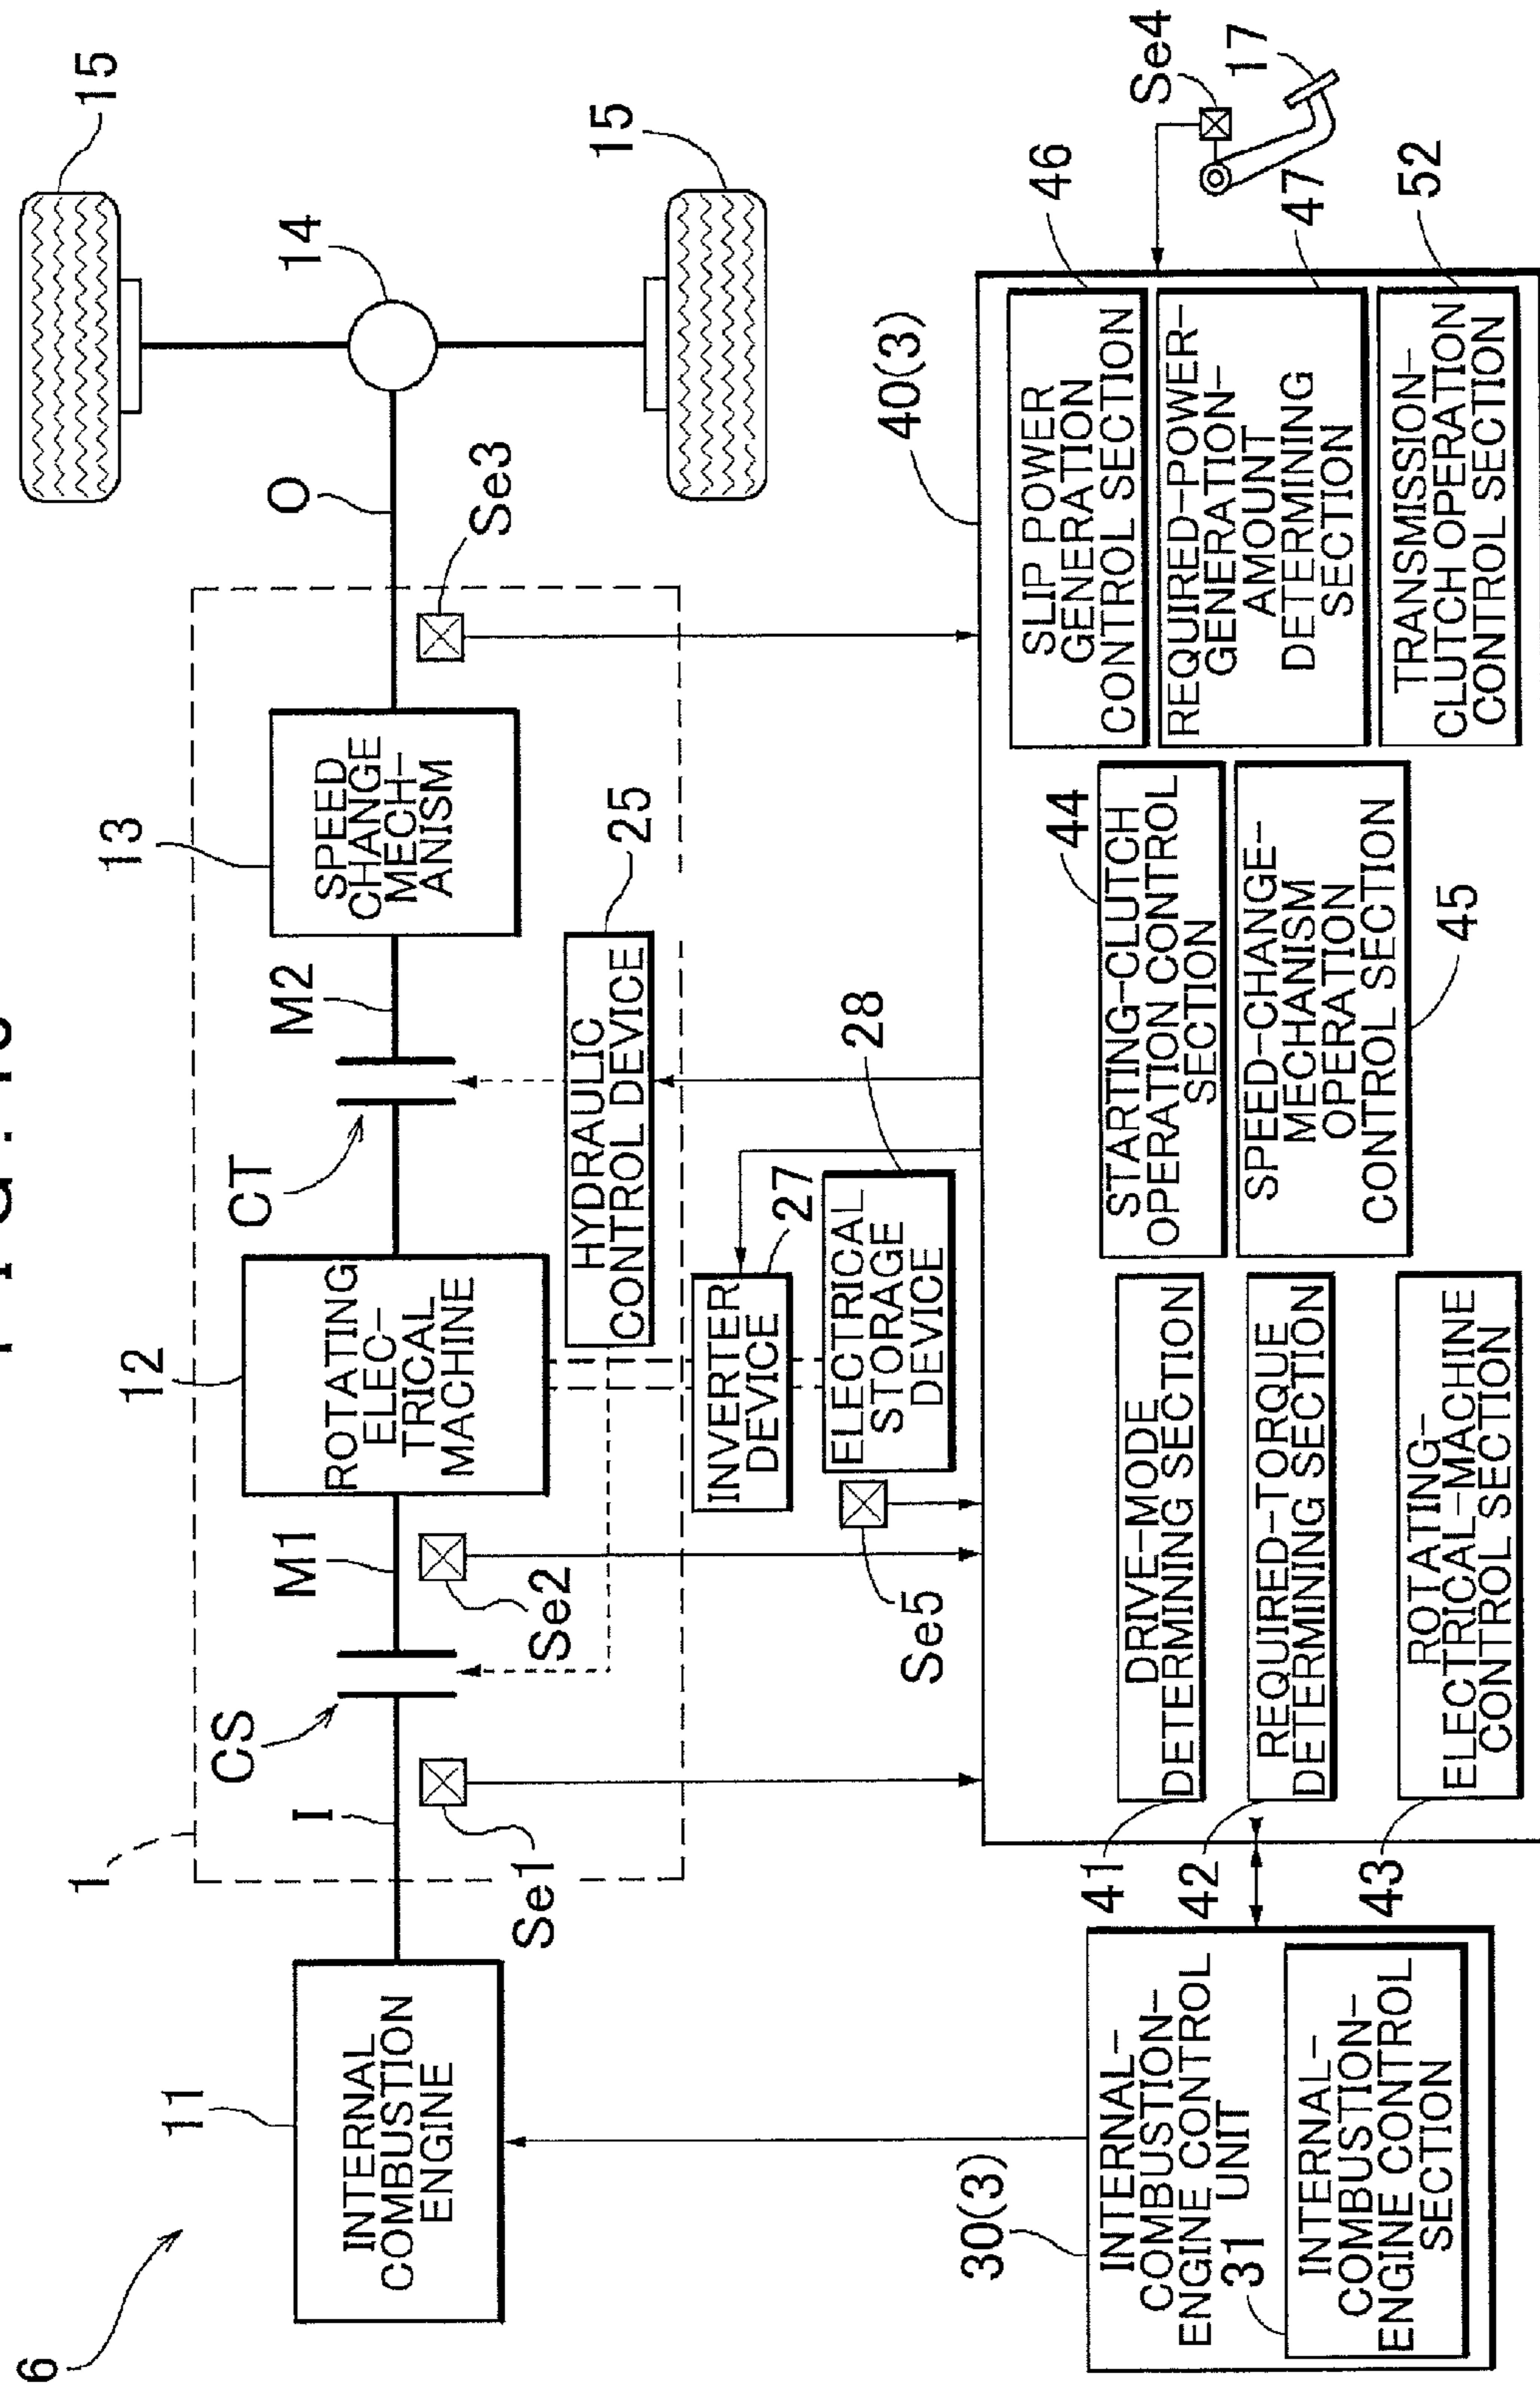 6
11
INTERNAL
COMBUSTION
ENGINE
1
I
CS
Se1
M1
Se2
12
ROTATING
ELEC-
TRICAL
MACHINE
CT
M2
13
SPEED
CHANGE
MECH-
ANISM
O
Se3
14
15
15
HYDRAULIC
CONTROL DEVICE
25
INVERTER
DEVICE
27
ELECTRICAL
STORAGE
DEVICE
28
Se5
30(3)
INTERNAL-
COMBUSTION-
ENGINE CONTROL
UNIT
31
INTERNAL-
COMBUSTION-
ENGINE CONTROL
SECTION
40(3)
41
DRIVE-MODE
DETERMINING SECTION
42
REQUIRED-TORQUE
DETERMINING SECTION
43
ROTATING-
ELECTRICAL-MACHINE
CONTROL SECTION
44
STARTING-CLUTCH
OPERATION CONTROL
SECTION
SPEED-CHANGE-
MECHANISM
OPERATION
CONTROL SECTION
45
SLIP POWER
GENERATION
CONTROL SECTION
46
REQUIRED-POWER-
GENERATION-
AMOUNT
DETERMINING
SECTION
47
TRANSMISSION-
CLUTCH OPERATION
CONTROL SECTION
52
Se4
17